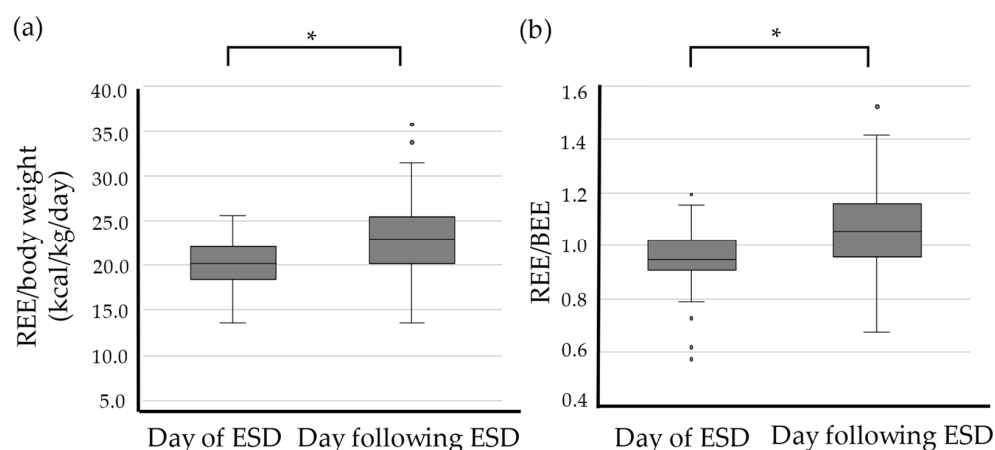 (a)
*
REE/body weight
(kcal/kg/day)
40.0
35.0
30.0
25.0
20.0
15.0
10.0
5.0
Day of ESD
Day following ESD
(b)
*
REE/BEE
1.6
1.4
1.2
1.0
0.8
0.6
0.4
Day of ESD
Day following ESD